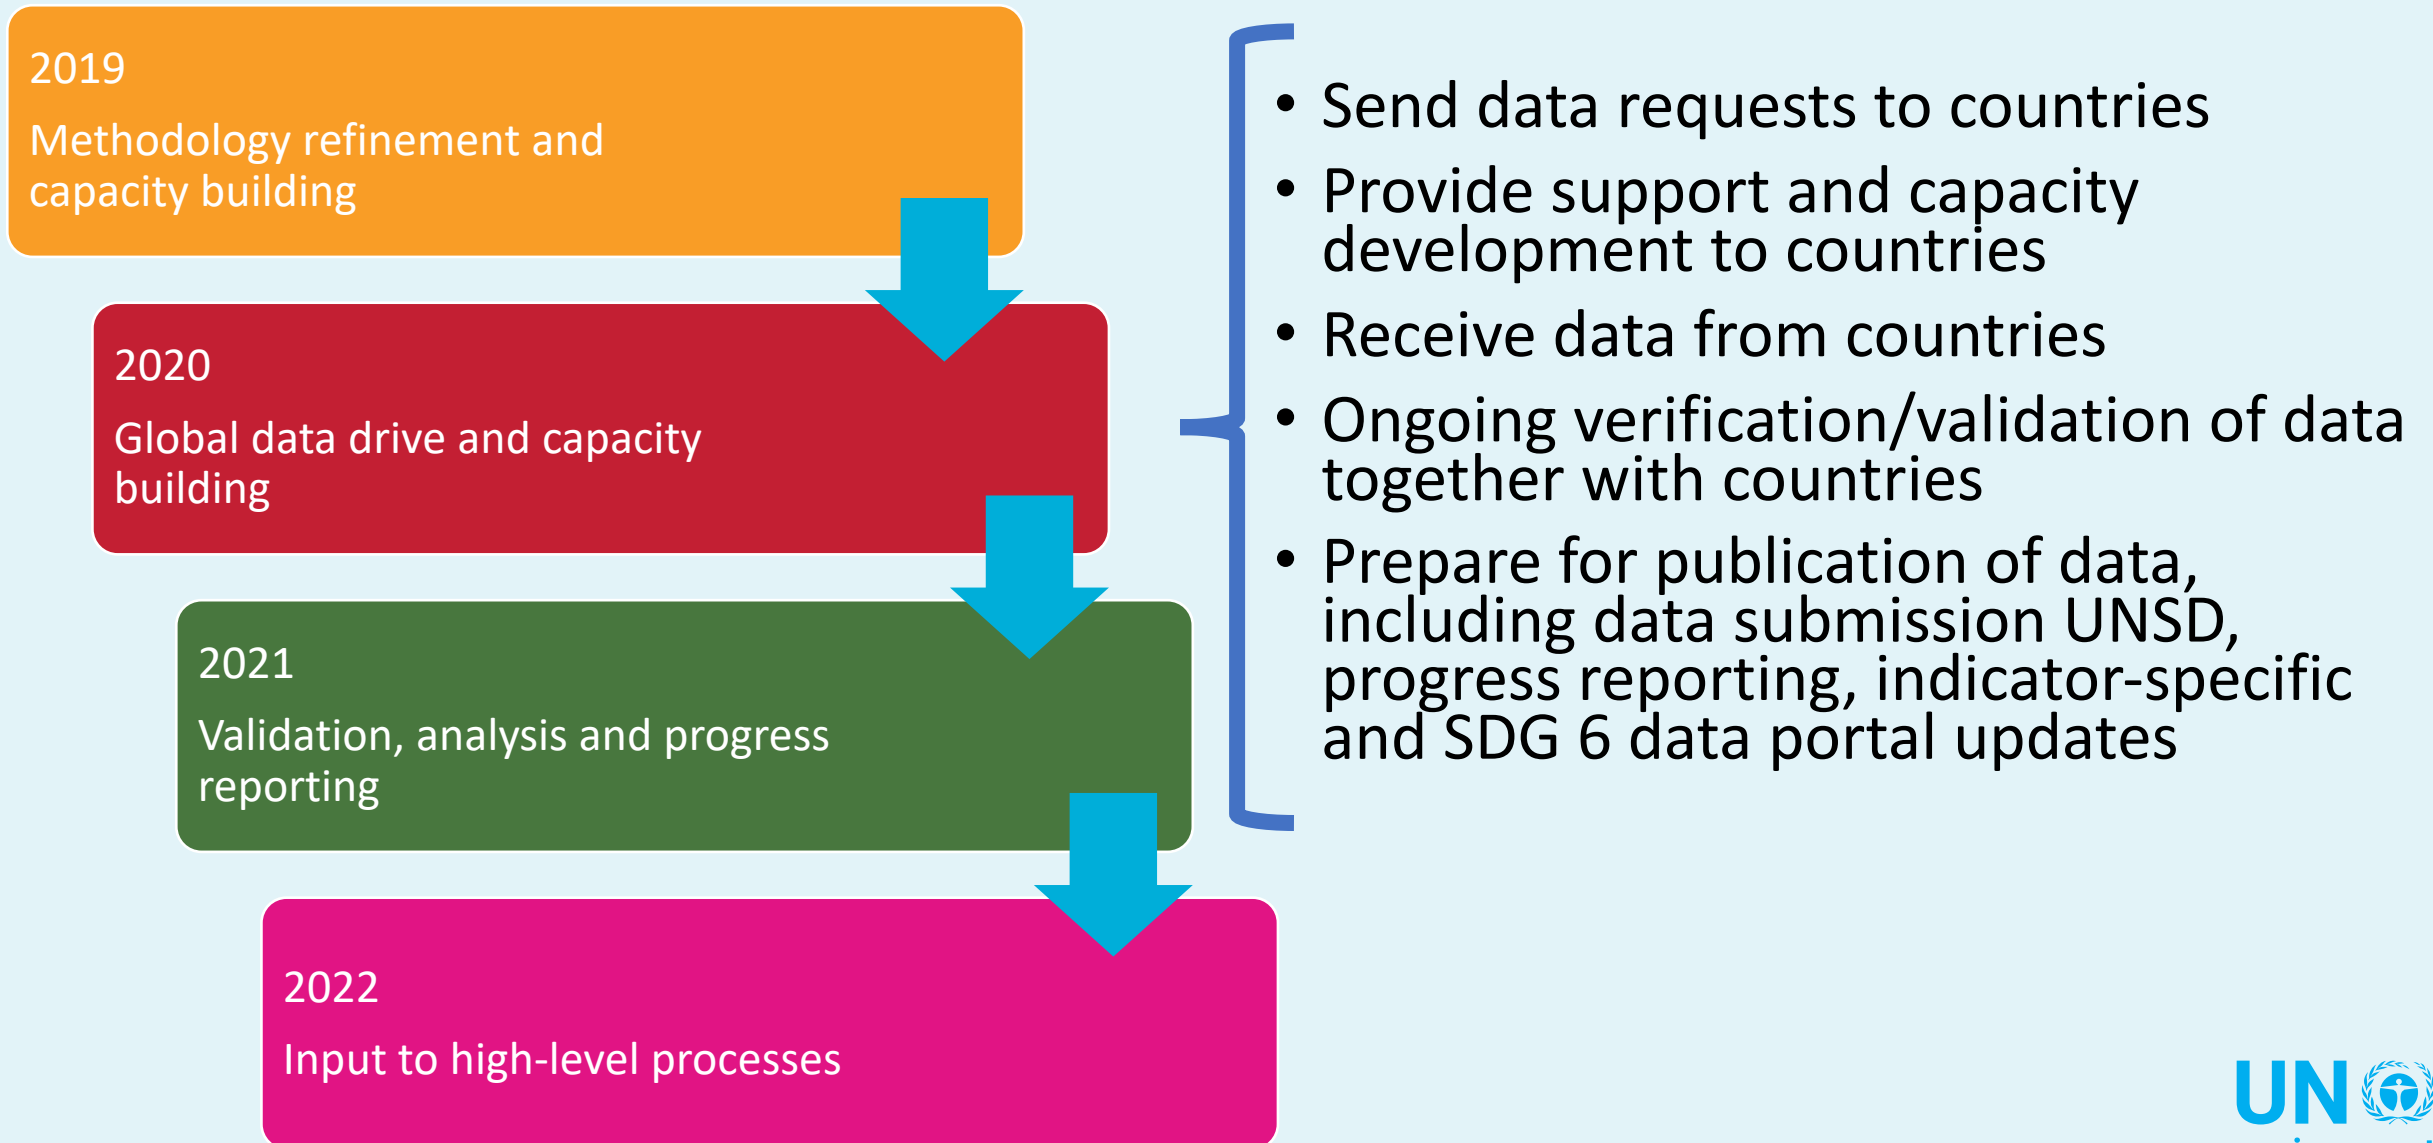 2019
Methodology refinement and
capacity building
2020
Global data drive and capacity
building
2021
Validation, analysis and progress
reporting
2022
Input to high-level processes
• Send data requests to countries
• Provide support and capacity
development to countries
• Receive data from countries
• Ongoing verification/validation of data
together with countries
• Prepare for publication of data,
including data submission UNSD,
progress reporting, indicator-specific
and SDG 6 data portal updates
UN